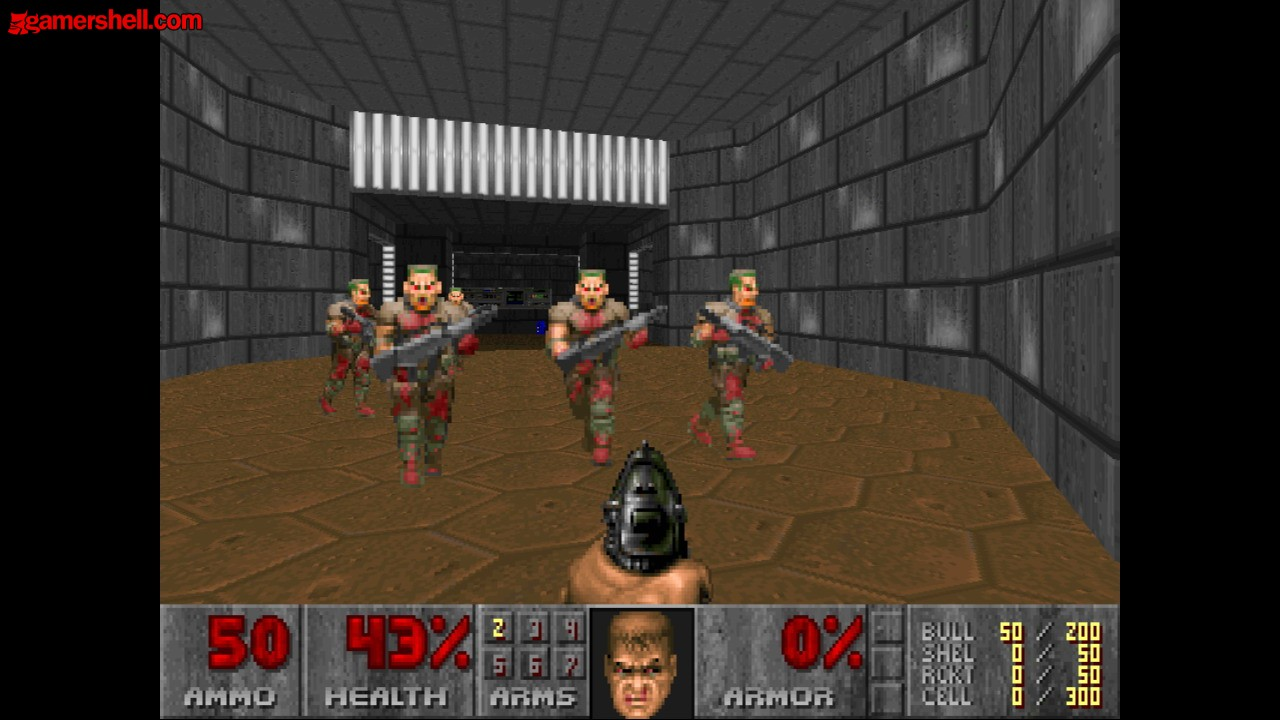 gamershell.com
50 43% 2 3 4 0% BULL 50 / 200
SHEL 0 / 50
5 6 7 RCKT 0 / 50
AMMO HEALTH ARMS ARMOR CELL 0 / 300